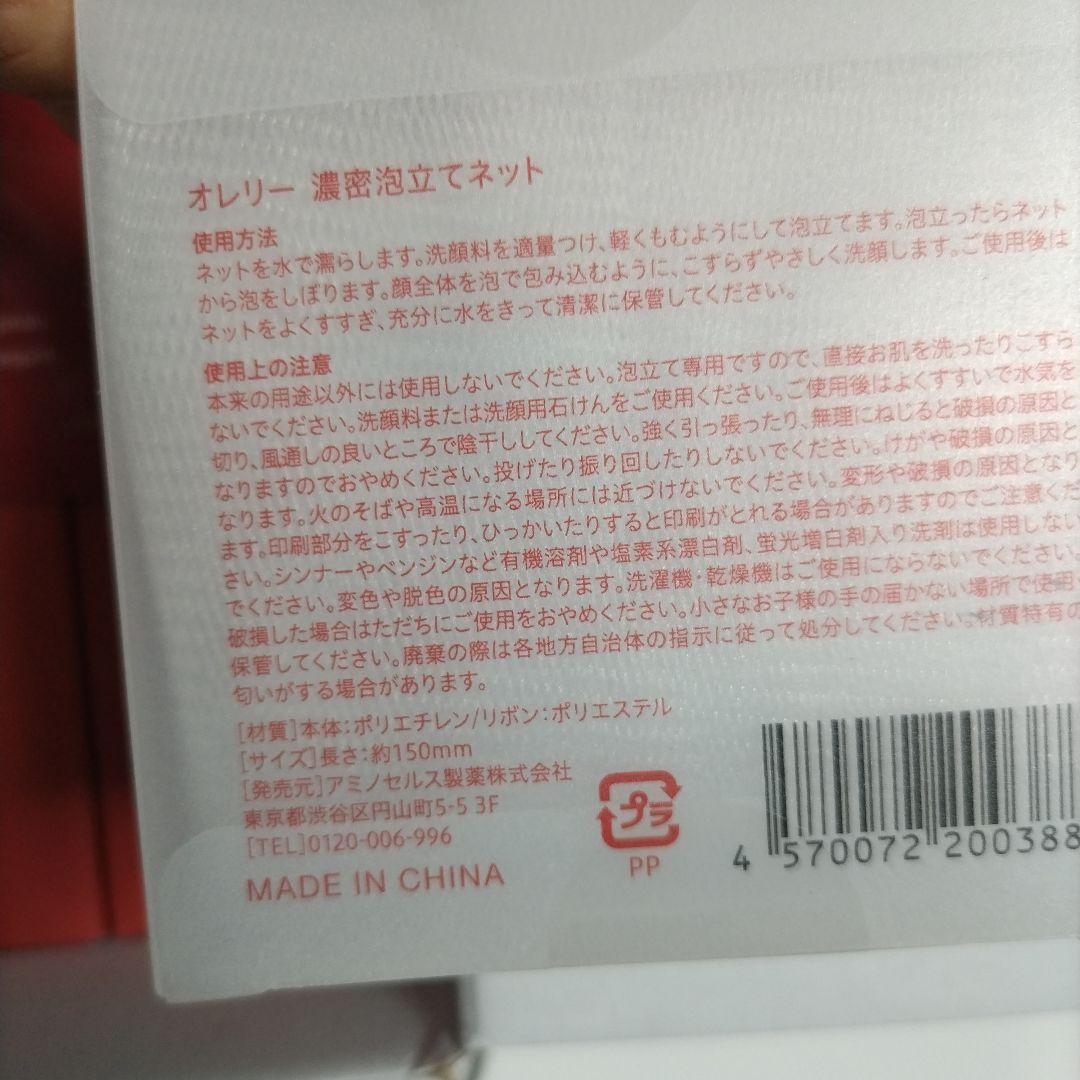 オレリー 濃密泡立てネット
使用方法
ネットを水で濡らします。洗顔料を適量つけ、軽くもむようにして泡立てます。泡立ったらネット
から泡をしぼります。顔全体を泡で包み込むように、こすらずやさしく洗顔します。ご使用後は
ネットをよくすすぎ、充分に水をきって清潔に保管してください。
使用上の注意
本来の用途以外には使用しないでください。泡立て専用ですので、直接お肌を洗ったりこすら
ないでください。洗顔料または洗顔用石けんをご使用ください。ご使用後はよくすすいで水気を
切り、風通しの良いところで陰干ししてください。強く引っ張ったり、無理にねじると破損の原因と
なりますのでおやめください。投げたり振り回したりしないでください。けがや破損の原因と
なります。火のそばや高温になる場所には近づけないでください。変形や破損の原因となり
ます。印刷部分をこすったり、ひっかいたりすると印刷がとれる場合がありますのでご注意くだ
さい。シンナーやベンジンなど有機溶剤や塩素系漂白剤、蛍光増白剤入り洗剤は使用しない
でください。変色や脱色の原因となります。洗濯機・乾燥機はご使用にならないでください。
破損した場合はただちにご使用をおやめください。小さなお子様の手の届かない場所で使用
保管してください。廃棄の際は各地方自治体の指示に従って処分してください。材質特有の
匂いがする場合があります。
[材質]本体:ポリエチレン/リボン:ポリエステル
[サイズ]長さ:約150mm
[発売元]アミノセルス製薬株式会社
東京都渋谷区円山町5-5 3F
[TEL]0120-006-996
MADE IN CHINA
プラ
PP
4 570072 200388